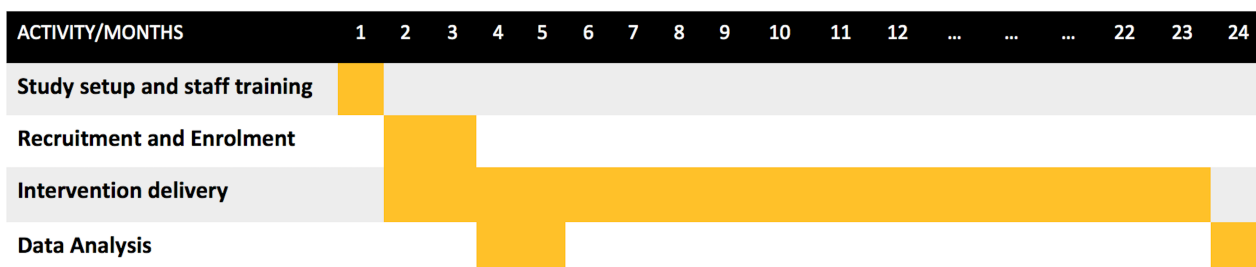 ACTIVITY/MONTHS 1 2 3 4 5 6 7 8 9 10 11 12 ... ... ... 22 23 24
Study setup and staff training
Recruitment and Enrolment
Intervention delivery
Data Analysis